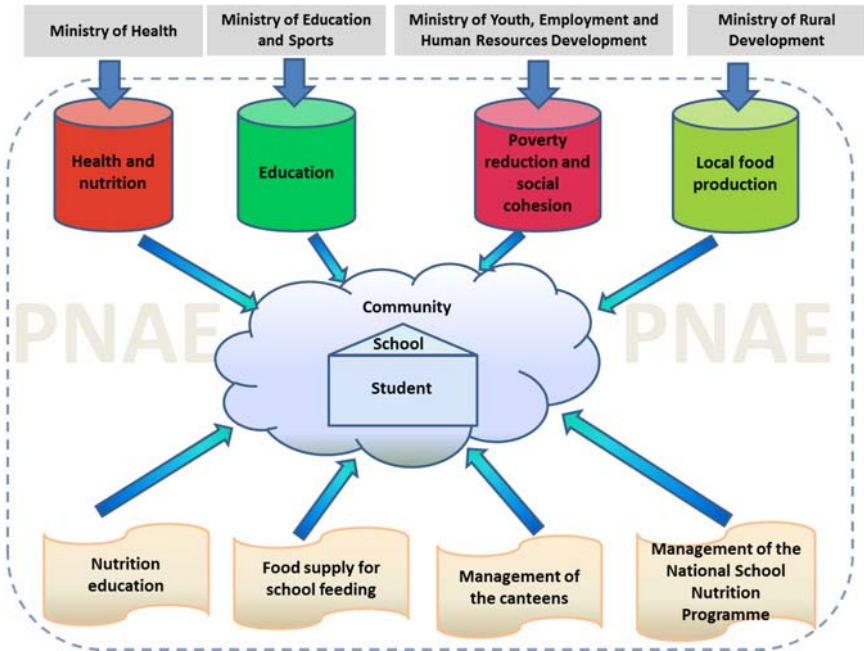 Ministry of Health
Ministry of Education
and Sports
Ministry of Youth, Employment and
Human Resources Development
Ministry of Rural
Development
Health and
nutrition
Education
Poverty
reduction and
social
cohesion
Local food
production
PNAE
PNAE
Community
School
Student
Nutrition
education
Food supply for
school feeding
Management of
the canteens
Management of the
National School
Nutrition
Programme